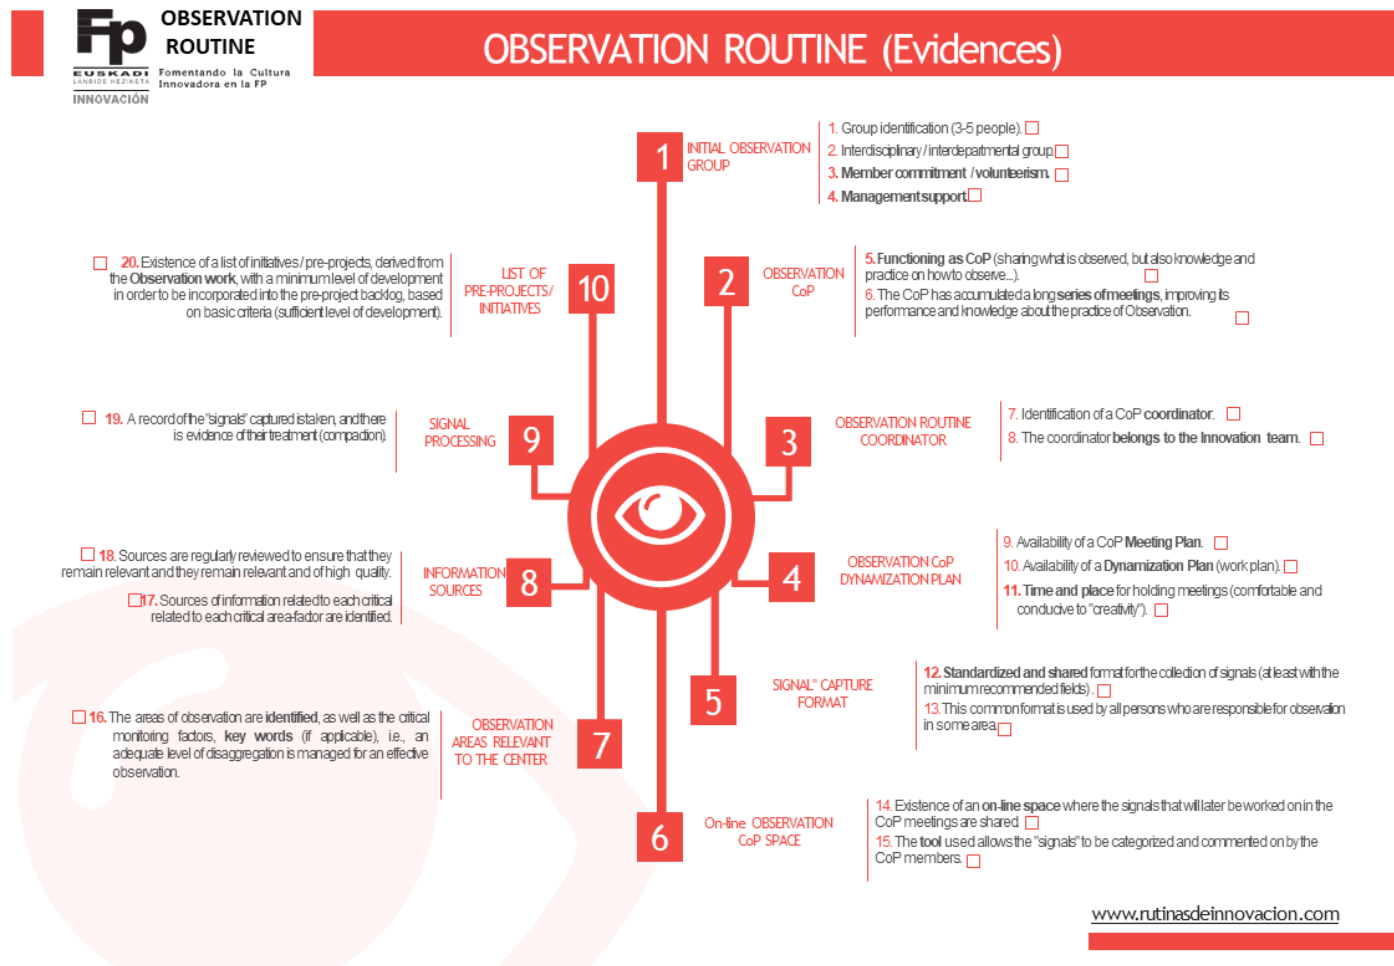 Fp
EUSKADI
LANBIDE HEZIKETA
INNOVACIÓN
OBSERVATION
ROUTINE
Fomentando la Cultura
Innovadora en la FP
OBSERVATION ROUTINE (Evidences)
1
INITIAL OBSERVATION
GROUP
1. Group identification (3-5 people).
2. Interdisciplinary / interdepartmental group.
3. Member commitment / volunteerism.
4. Management support.
2
OBSERVATION
CoP
5. Functioning as CoP (sharing what is observed, but also knowledge and
practice on how to observe...).
6. The CoP has accumulated a long series of meetings, improving its
performance and knowledge about the practice of Observation.
3
OBSERVATION ROUTINE
COORDINATOR
7. Identification of a CoP coordinator.
8. The coordinator belongs to the Innovation team.
4
OBSERVATION CoP
DYNAMIZATION PLAN
9. Availability of a CoP Meeting Plan.
10. Availability of a Dynamization Plan (work plan).
11. Time and place for holding meetings (comfortable and
conducive to "creativity").
5
SIGNAL" CAPTURE
FORMAT
12. Standardized and shared format for the collection of signals (at least with the
minimum recommended fields) .
13. This common format is used by all persons who are responsible for observation
in some area.
6
On-line OBSERVATION
CoP SPACE
14. Existence of an on-line space where the signals that will later be worked on in the
CoP meetings are shared.
15. The tool used allows the "signals" to be categorized and commented on by the
CoP members.
7
OBSERVATION
AREAS RELEVANT
TO THE CENTER
16. The areas of observation are identified, as well as the critical
monitoring factors, key words (if applicable), i.e., an
adequate level of disaggregation is managed for an effective
observation.
8
INFORMATION
SOURCES
18. Sources are regularly reviewed to ensure that they
remain relevant and they remain relevant and of high quality.
17. Sources of information related to each critical
related to each critical area-factor are identified.
9
SIGNAL
PROCESSING
19. A record of the "signals" captured is taken, and there
is evidence of their treatment (compaction).
10
LIST OF
PRE-PROJECTS/
INITIATIVES
20. Existence of a list of initiatives / pre-projects, derived from
the Observation work, with a minimum level of development
in order to be incorporated into the pre-project backlog, based
on basic criteria (sufficient level of development).
www.rutinasdeinnovacion.com